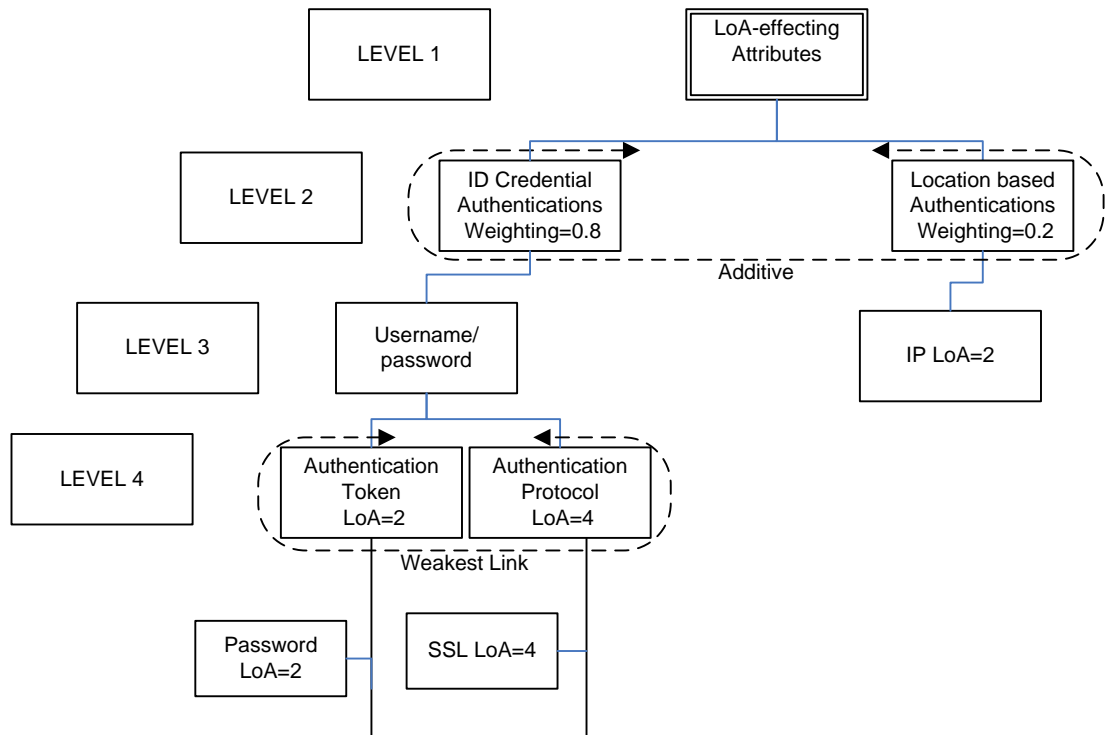 LEVEL 1
LoA-effecting
Attributes
LEVEL 2
ID Credential
Authentications
Weighting=0.8
Location based
Authentications
Weighting=0.2
Additive
LEVEL 3
Username/
password
IP LoA=2
LEVEL 4
Authentication
Token
LoA=2
Authentication
Protocol
LoA=4
Weakest Link
Password
LoA=2
SSL LoA=4